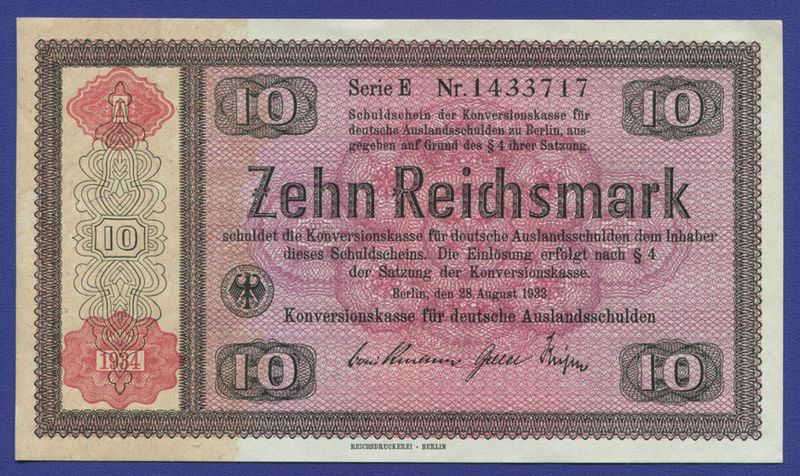 10
Serie E Nr. 1433717
10
Schuldschein der Konversionskasse für
deutsche Auslandsschulden zu Berlin, aus-
gegeben auf Grund des § 4 ihrer Satzung.
Zehn Reichsmark
10
schuldet die Konversionskasse für deutsche Auslandsschulden dem Inhaber
dieses Schuldscheins. Die Einlösung erfolgt nach § 4
der Satzung der Konversionskasse.
Berlin, den 28. August 1933
Konversionskasse für deutsche Auslandsschulden
1934
10
10
REICHSDRUCKEREI · BERLIN